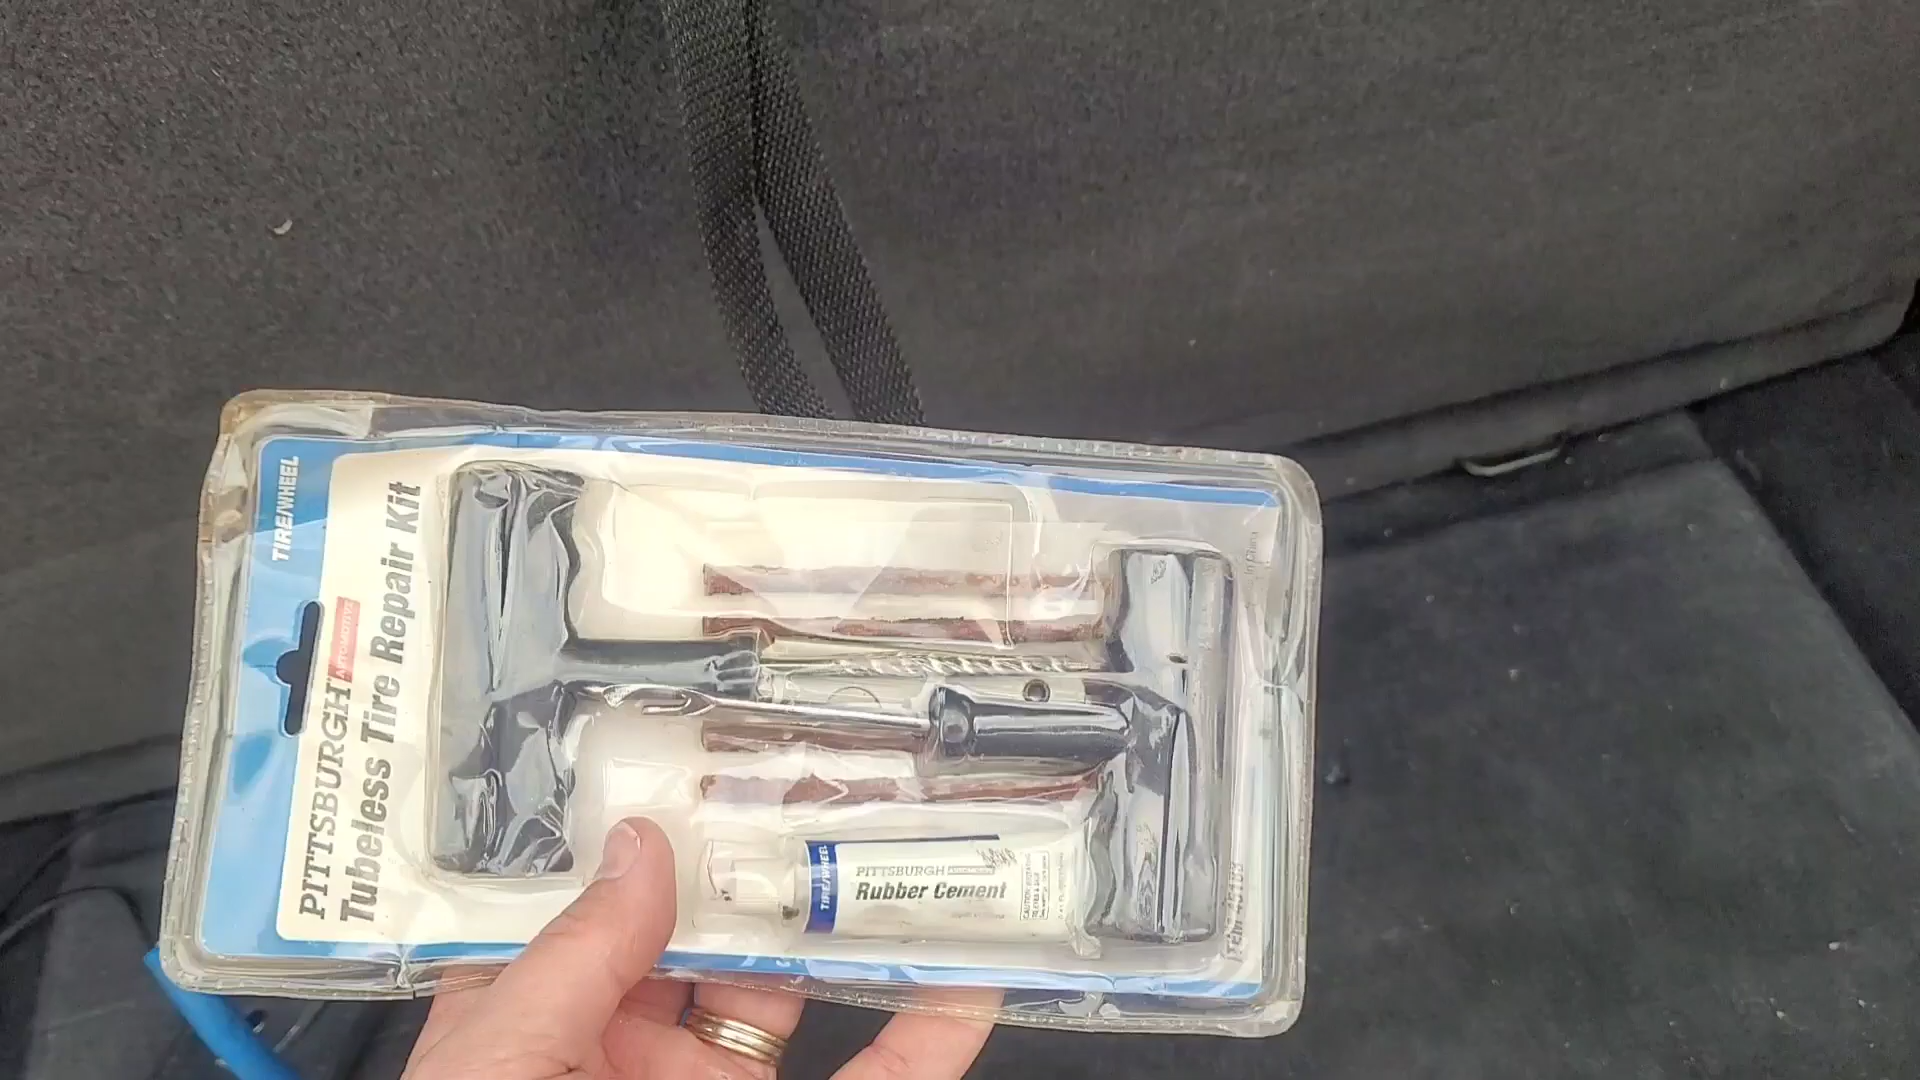 TIRE/WHEEL
PITTSBURGH AUTOMOTIVE
Tubeless Tire Repair Kit
TIRE/WHEEL
PITTSBURGH
Rubber Cement